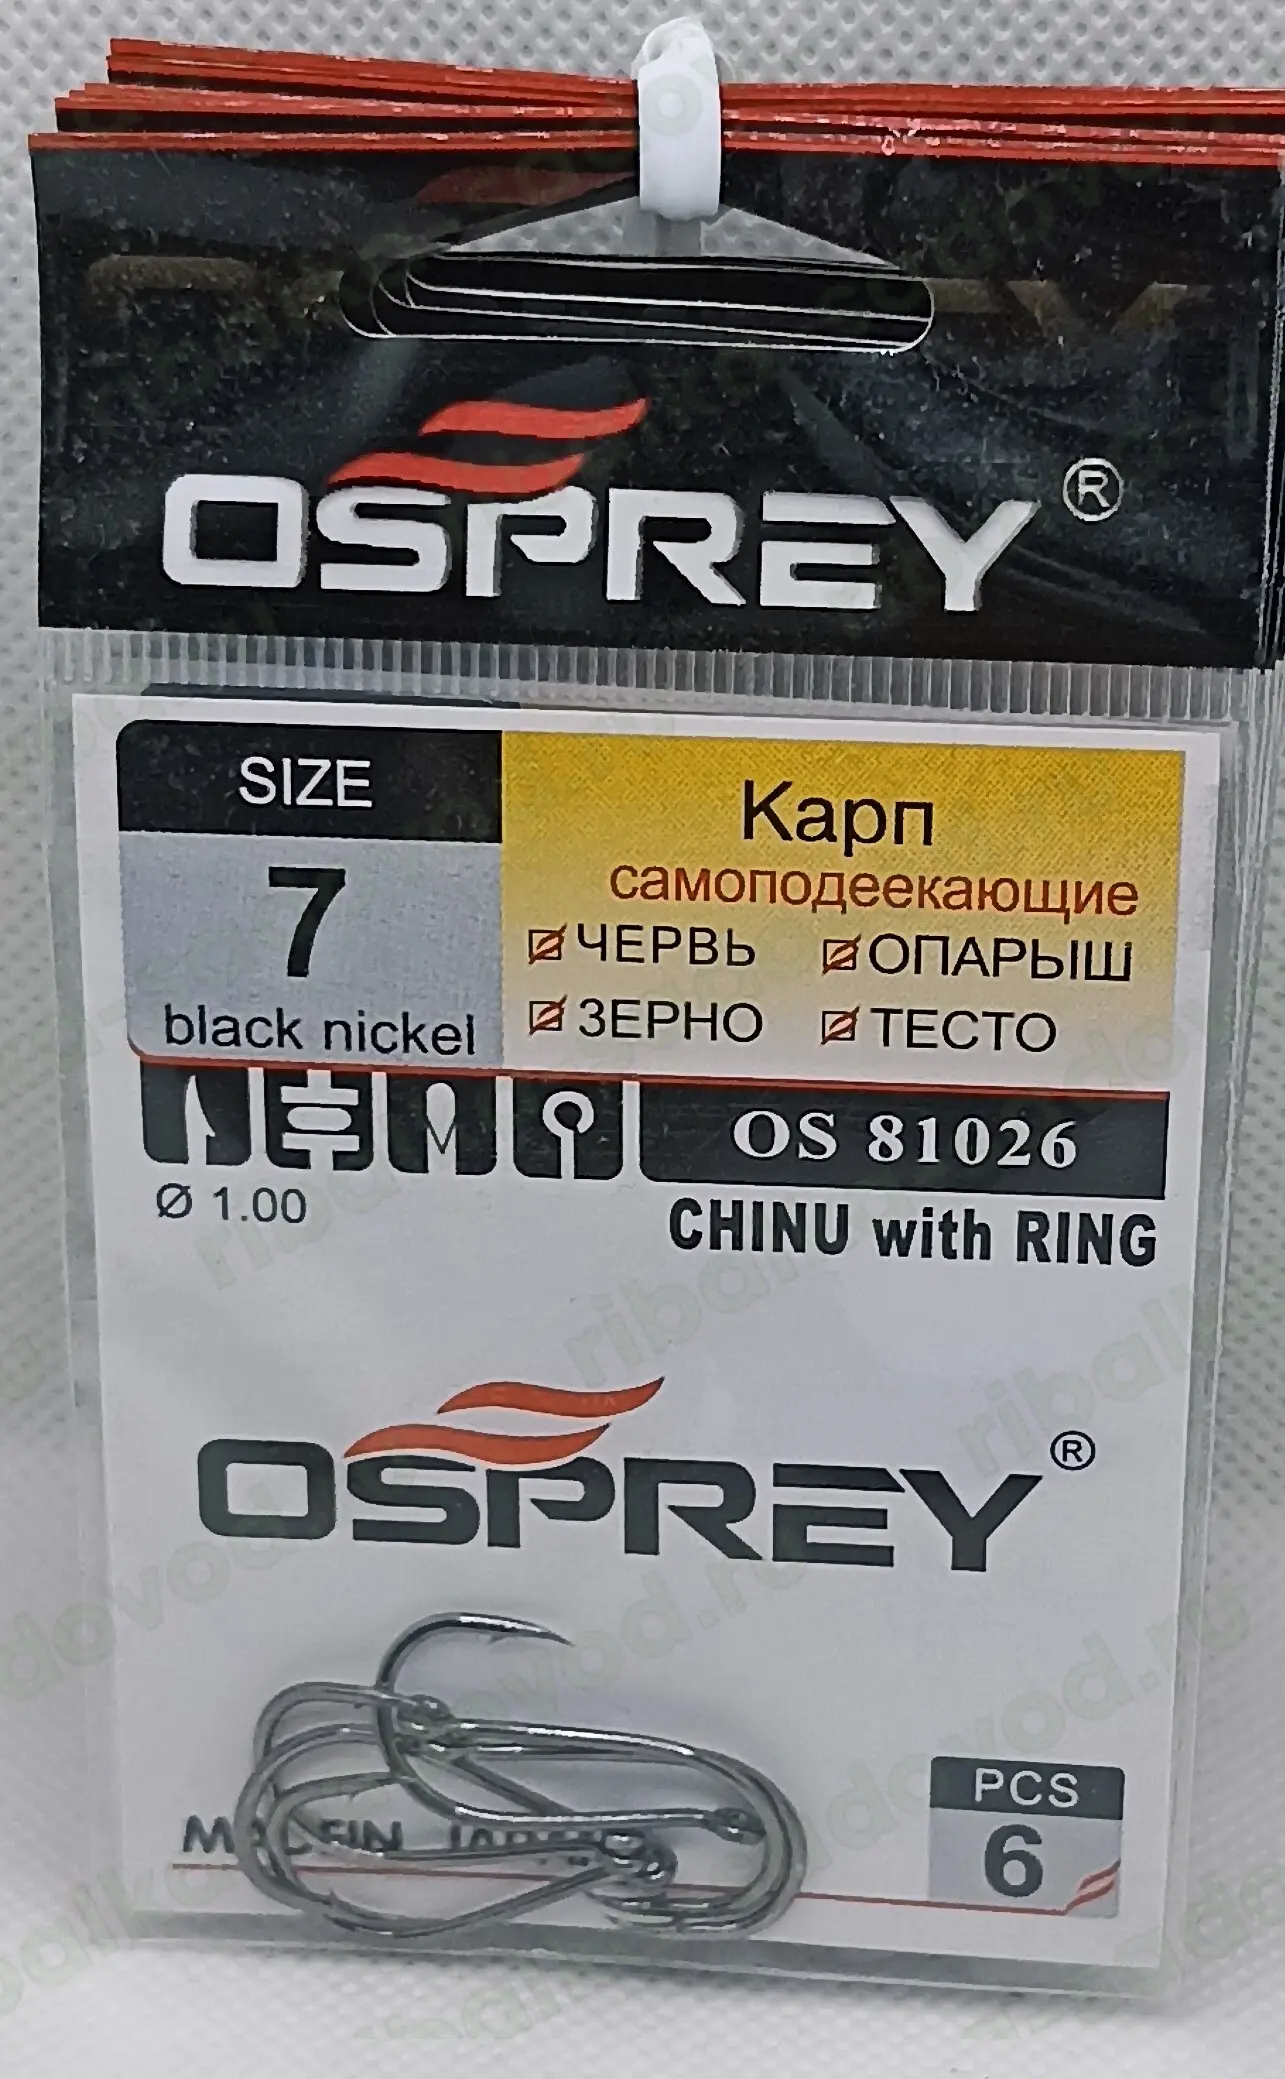 OSPREY ®
SIZE
7
black nickel
Карп
самоподеекающие
ЧЕРВЬ ОПАРЫШ
ЗЕРНО ТЕСТО
OS 81026
Ø 1.00
CHINU with RING
OSPREY ®
PCS
6